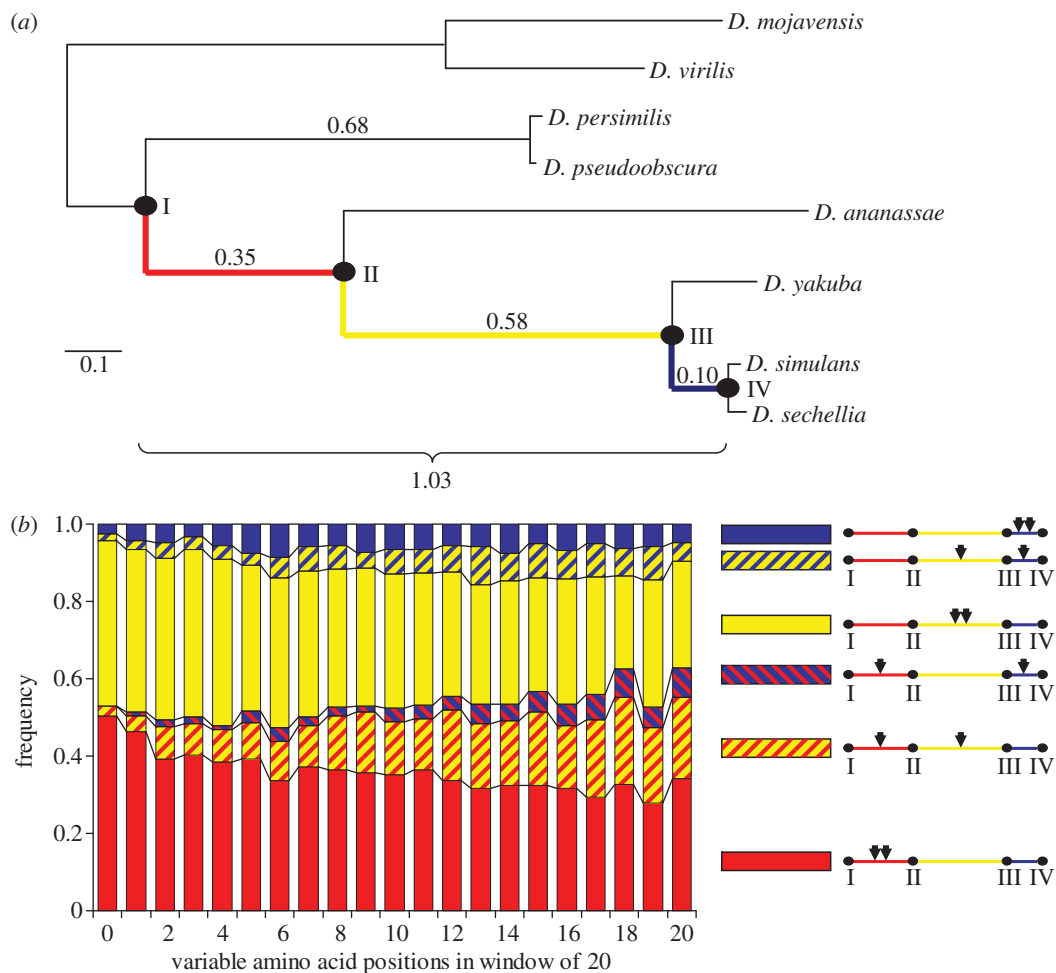 (a)
D. mojavensis
D. virilis
D. persimilis
0.68
D. pseudoobscura
I
D. ananassae
0.35
II
D. yakuba
0.58
III
0.1
D. simulans
0.10
IV
D. sechellia
1.03
(b)
1.0
0.8
0.6
0.4
0.2
0
frequency
0 2 4 6 8 10 12 14 16 18 20
variable amino acid positions in window of 20
I II III IV
I II III IV
I II III IV
I II III IV
I II III IV